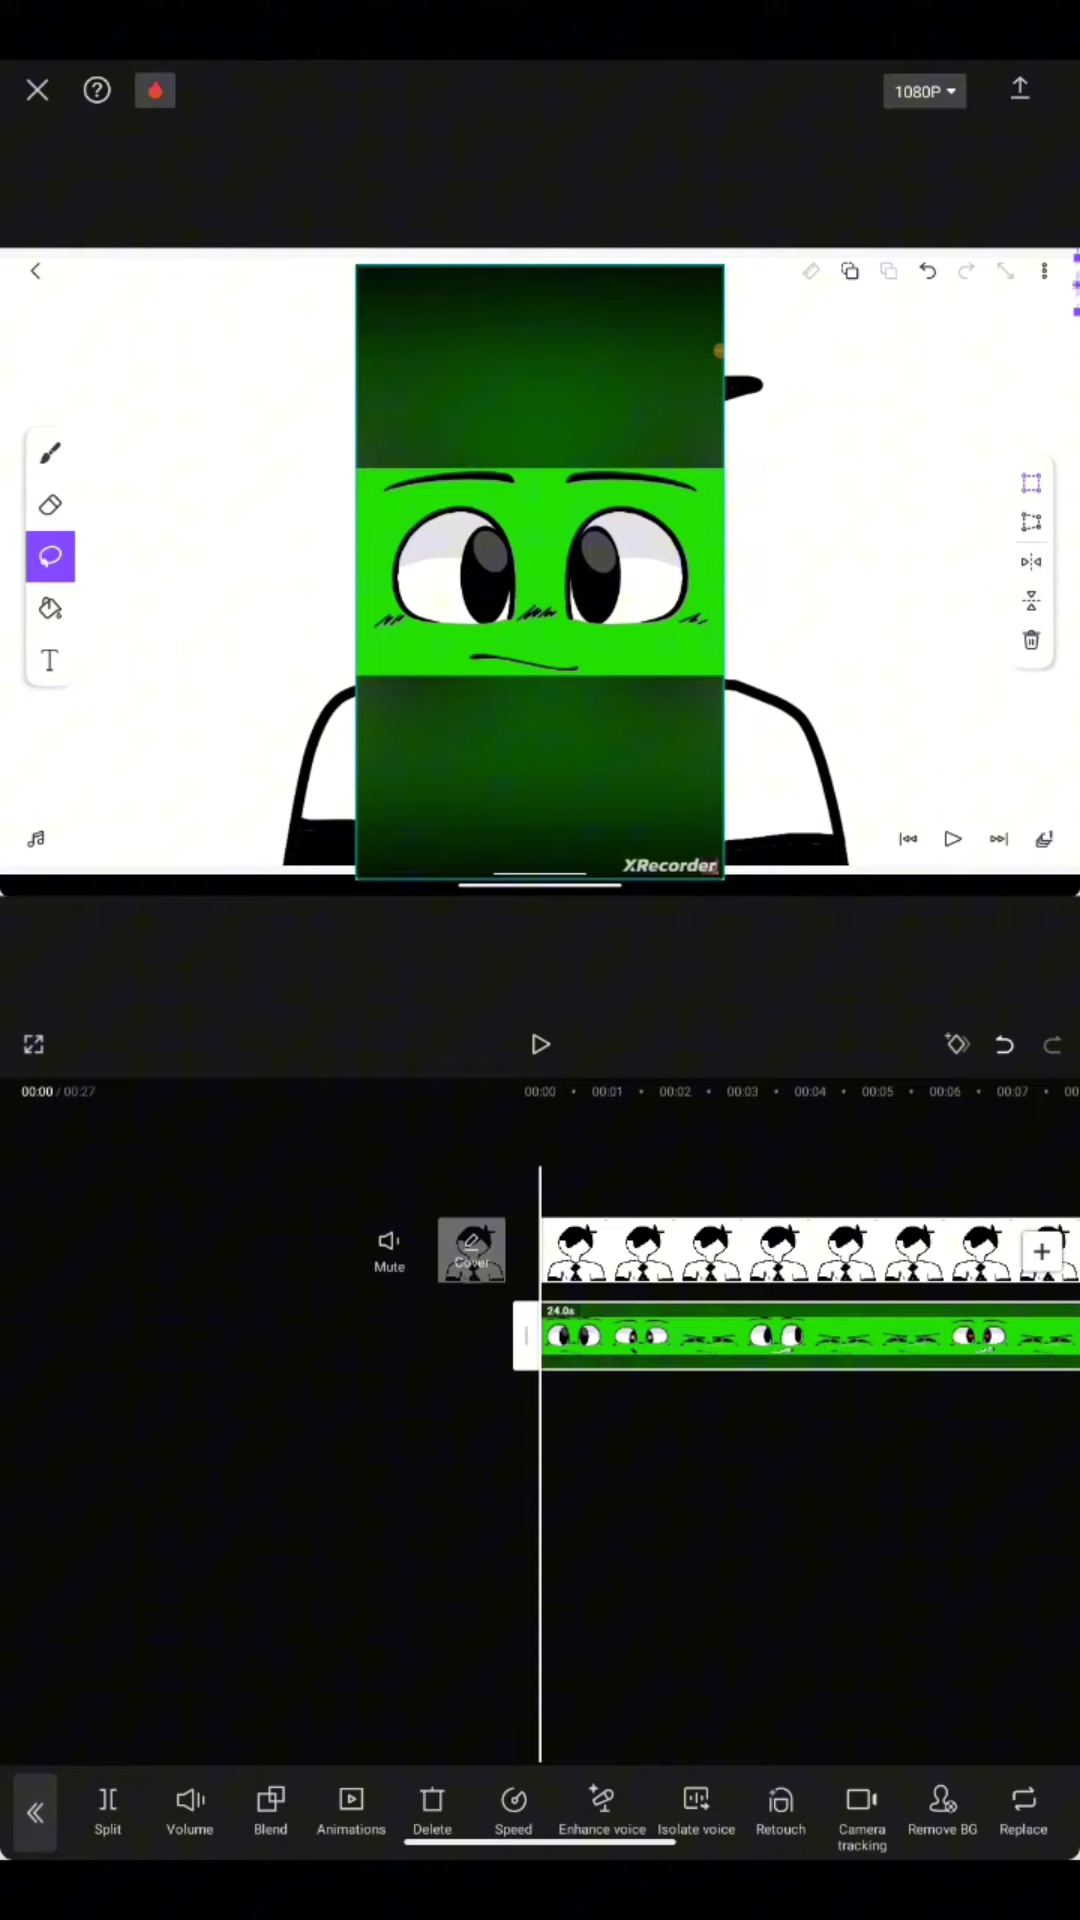 1080P
T
XRecorder
00:00 / 00:27
00:00 00:01 00:02 00:03 00:04 00:05 00:06 00:07 00
Mute
Cover
24.0s
Split
Volume
Blend
Animations
Delete
Speed
Enhance voice
Isolate voice
Retouch
Camera
tracking
Remove BG
Replace